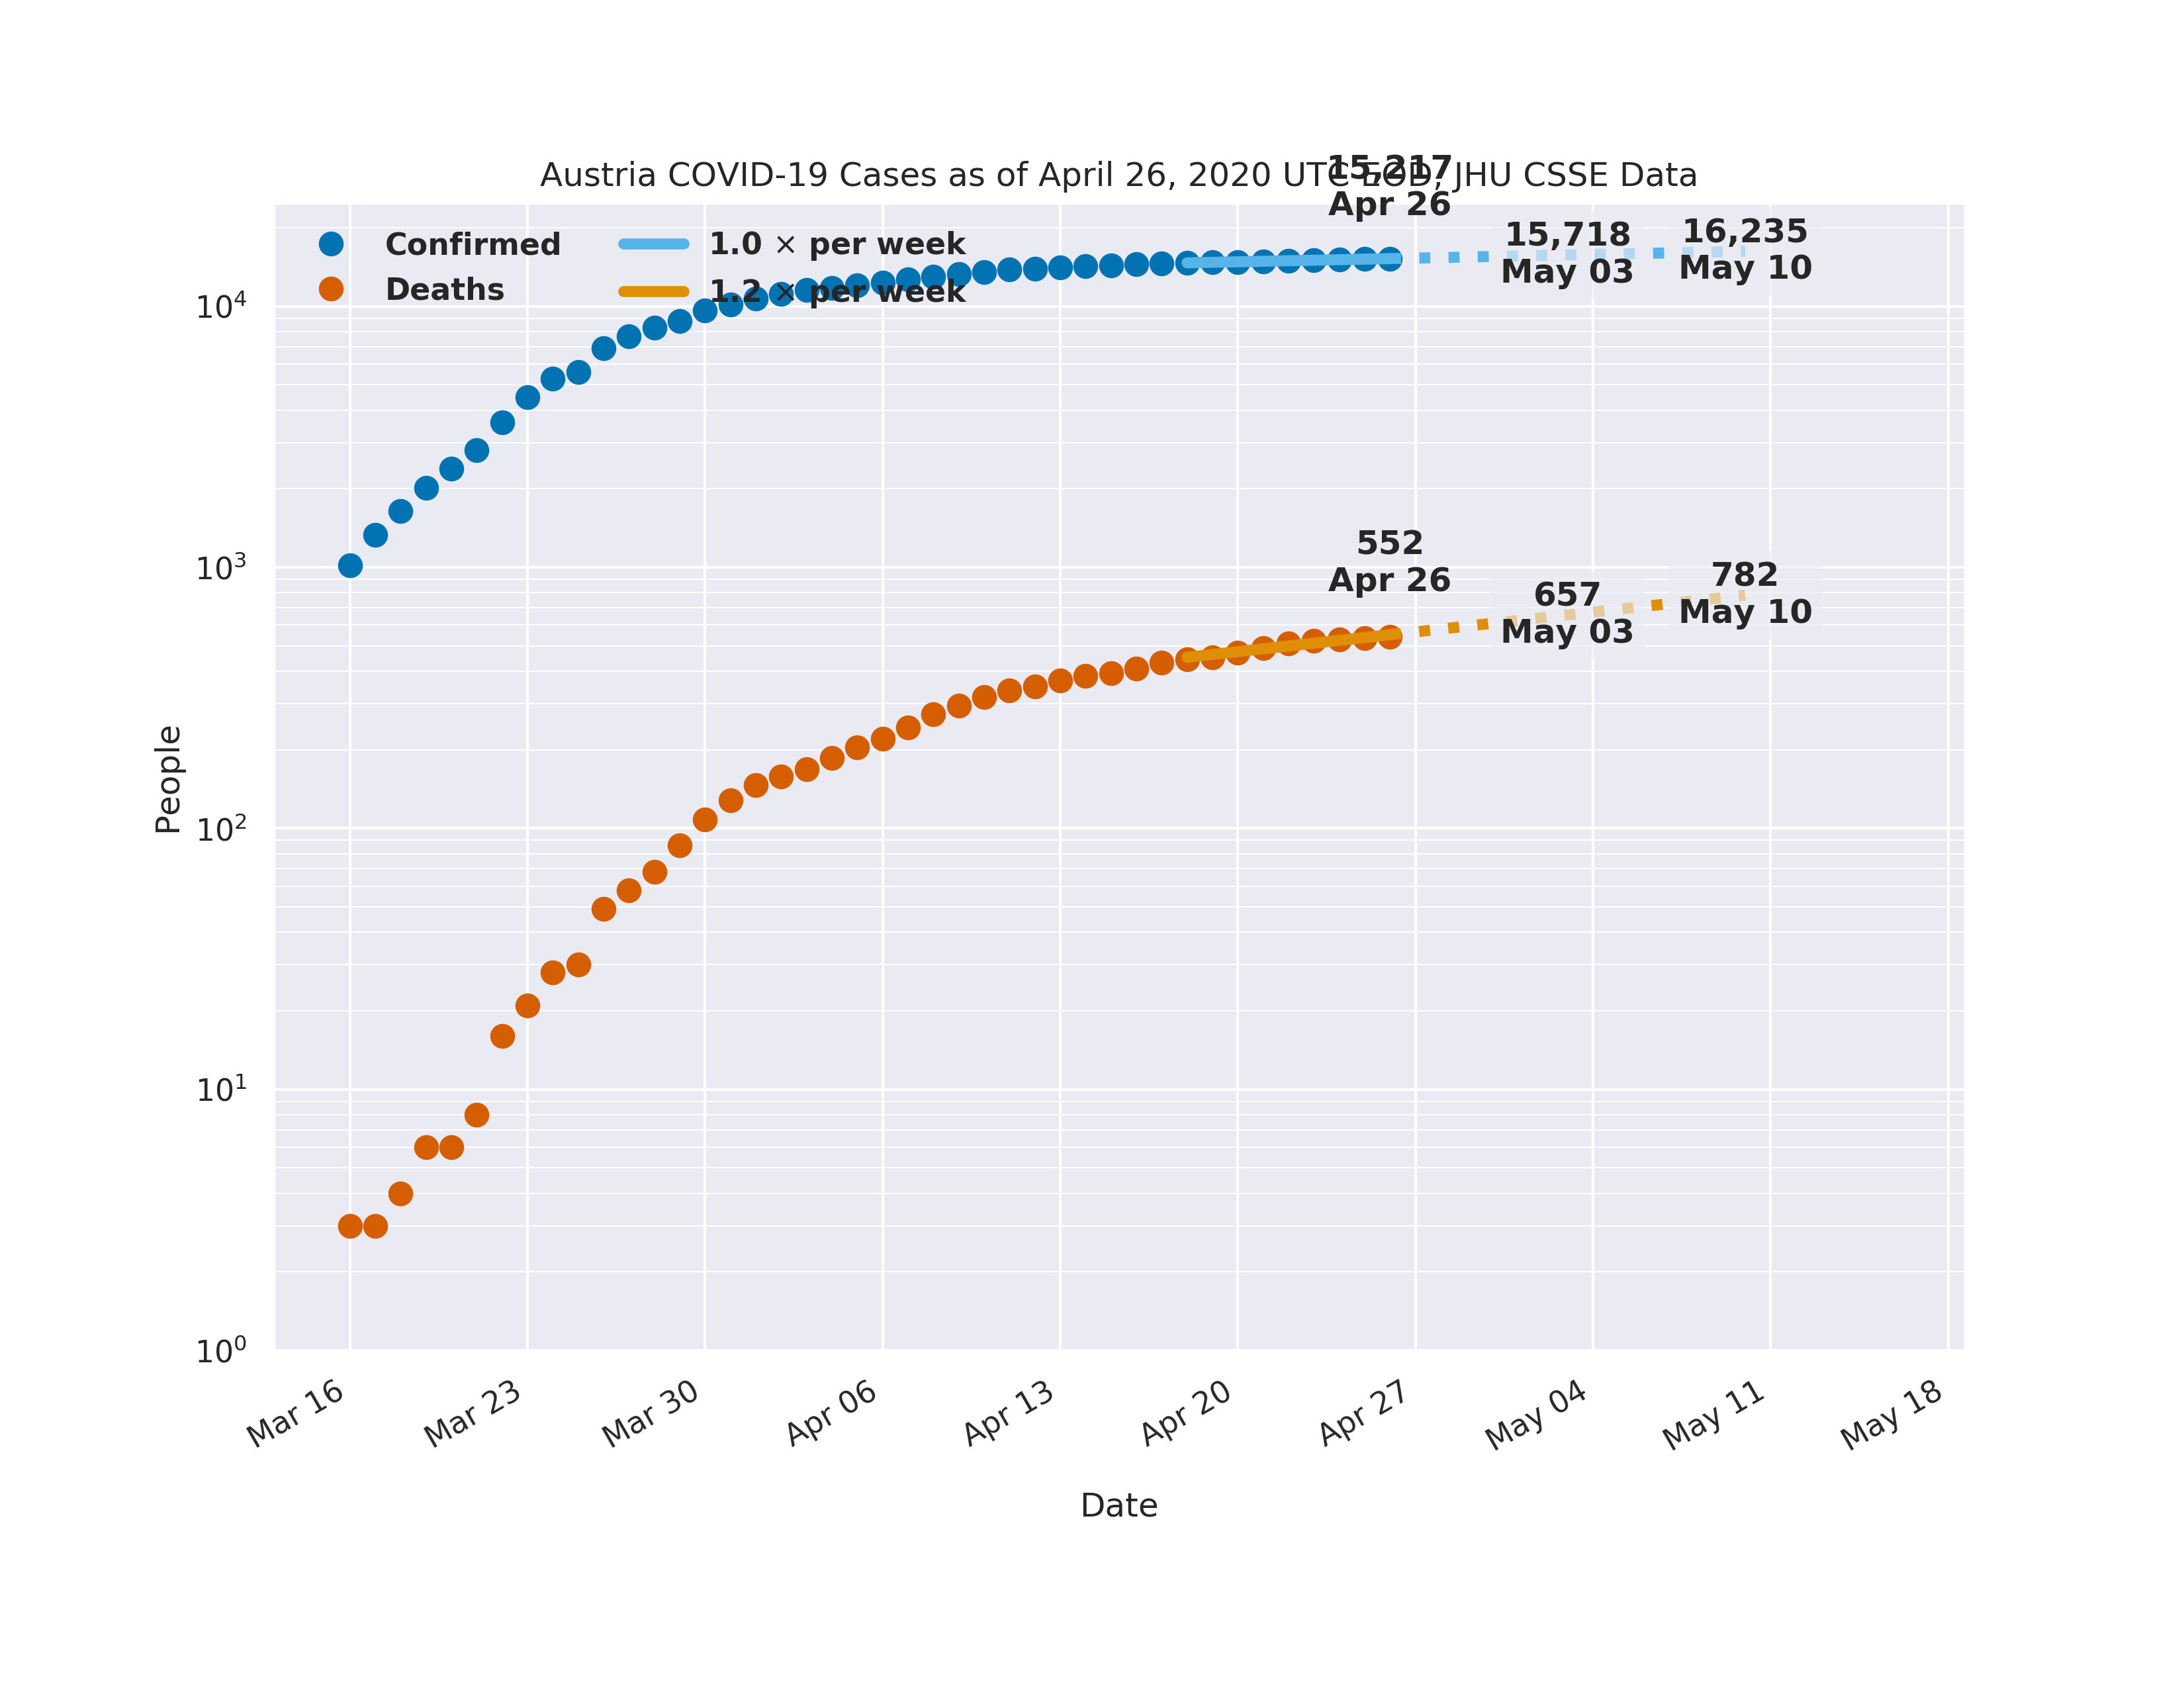 Austria COVID-19 Cases as of April 26, 2020 UTC EOD, JHU CSSE Data
15,217
Apr 26
15,718
May 03
16,235
May 10
Confirmed
Deaths
1.0 × per week
1.2 × per week
552
Apr 26
657
May 03
782
May 10
People
10⁴
10³
10²
10¹
10⁰
Mar 16
Mar 23
Mar 30
Apr 06
Apr 13
Apr 20
Apr 27
May 04
May 11
May 18
Date